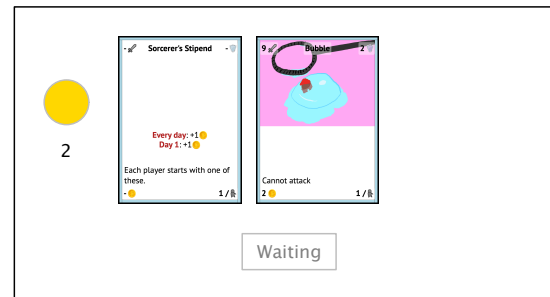 - Sorcerer's Stipend -
Every day: +1
Day 1: +1
Each player starts with one of
these.
- 1 /
9 Bubble 2
Cannot attack
2 1 /
2
Waiting